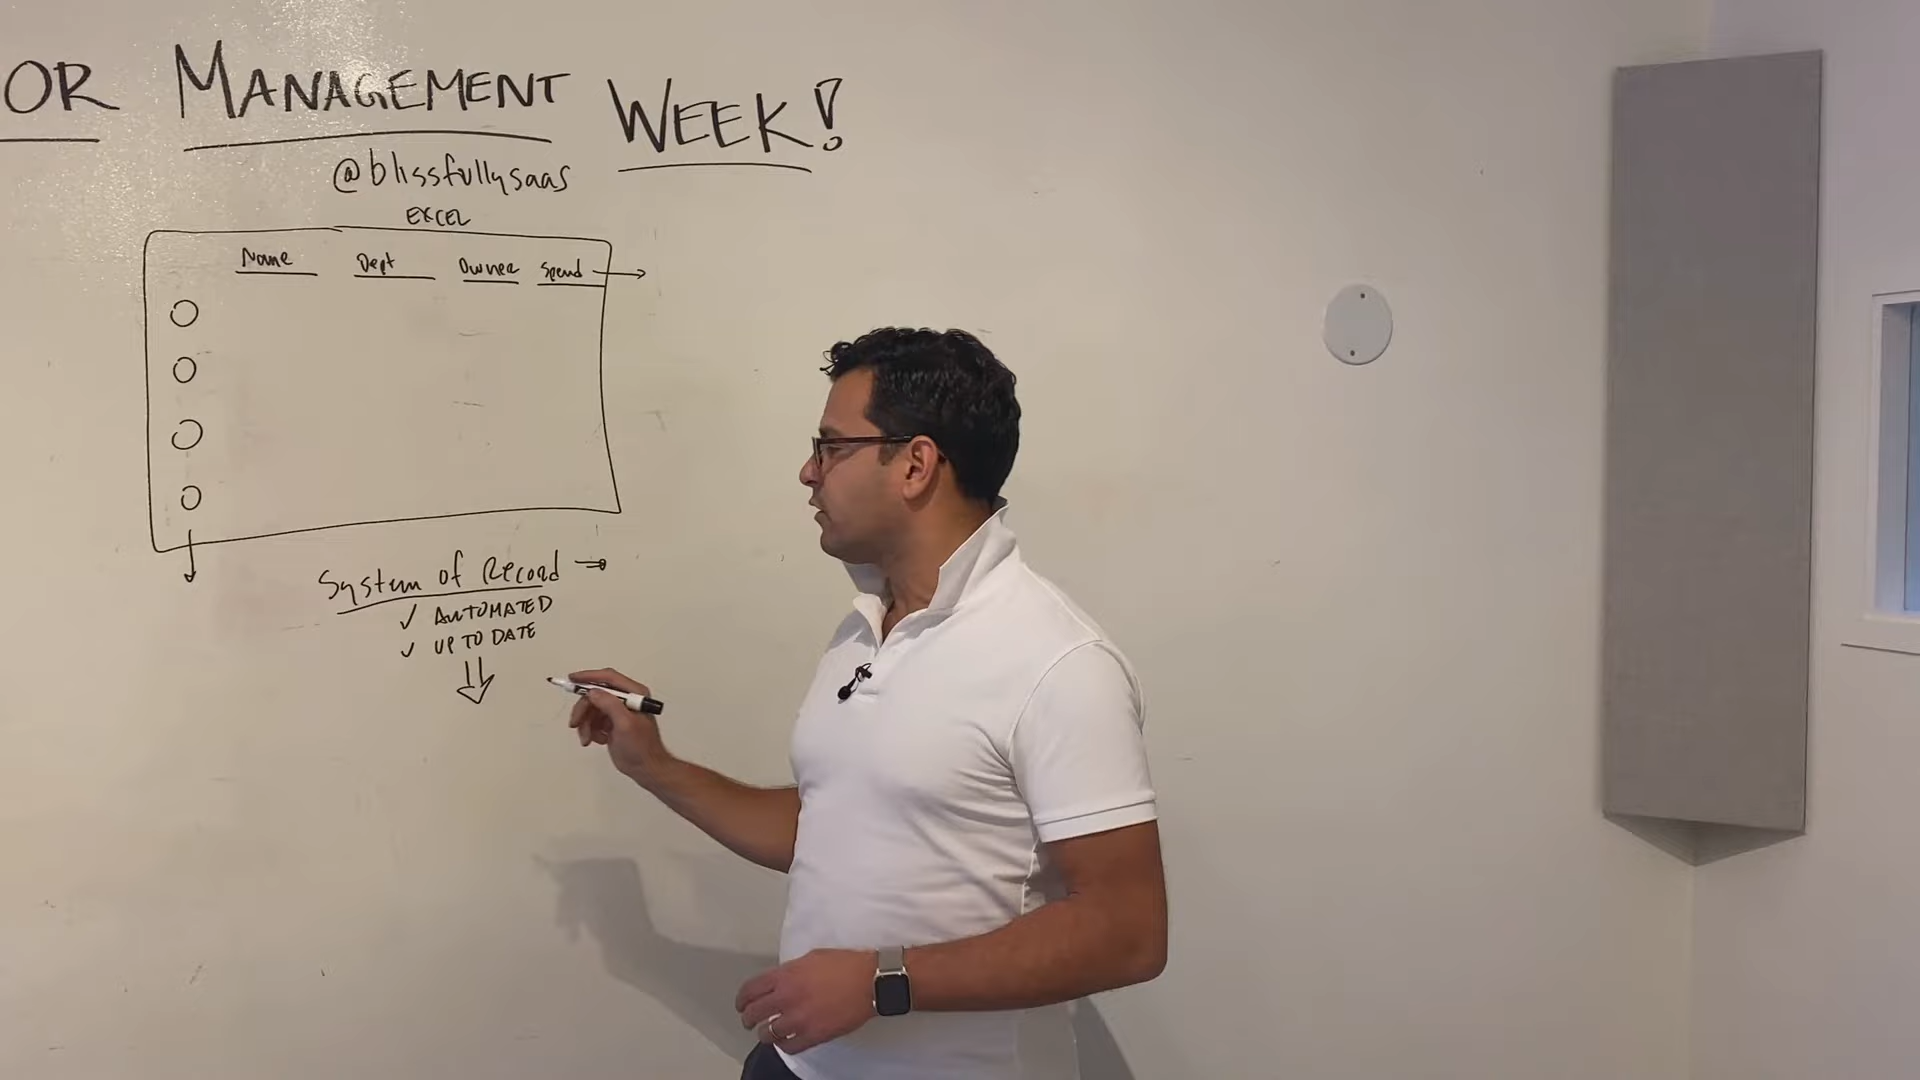 OR MANAGEMENT WEEK!
@blissfullysaas
EXCEL
Name Dept Owner Spend
System of Record
✓ AUTOMATED
✓ UP TO DATE